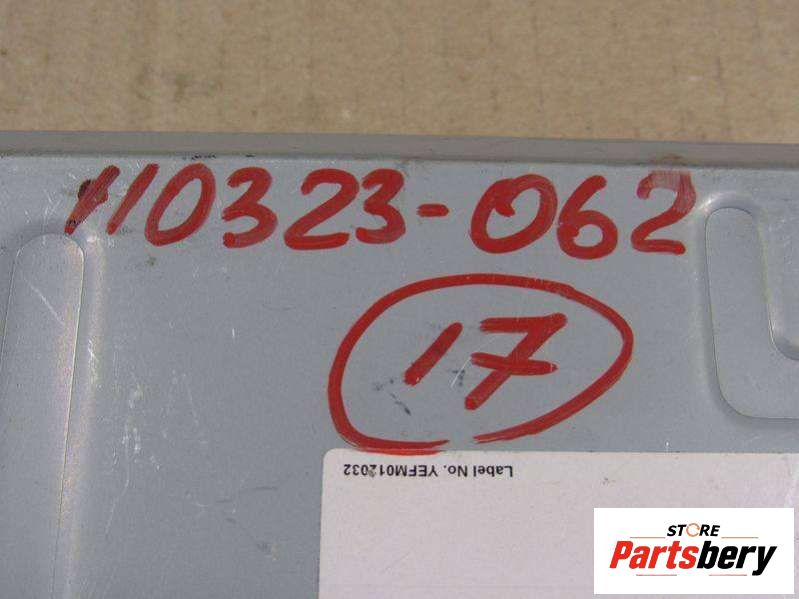 110323-062
17
Label No. YEFM012032
STORE
Partsbery